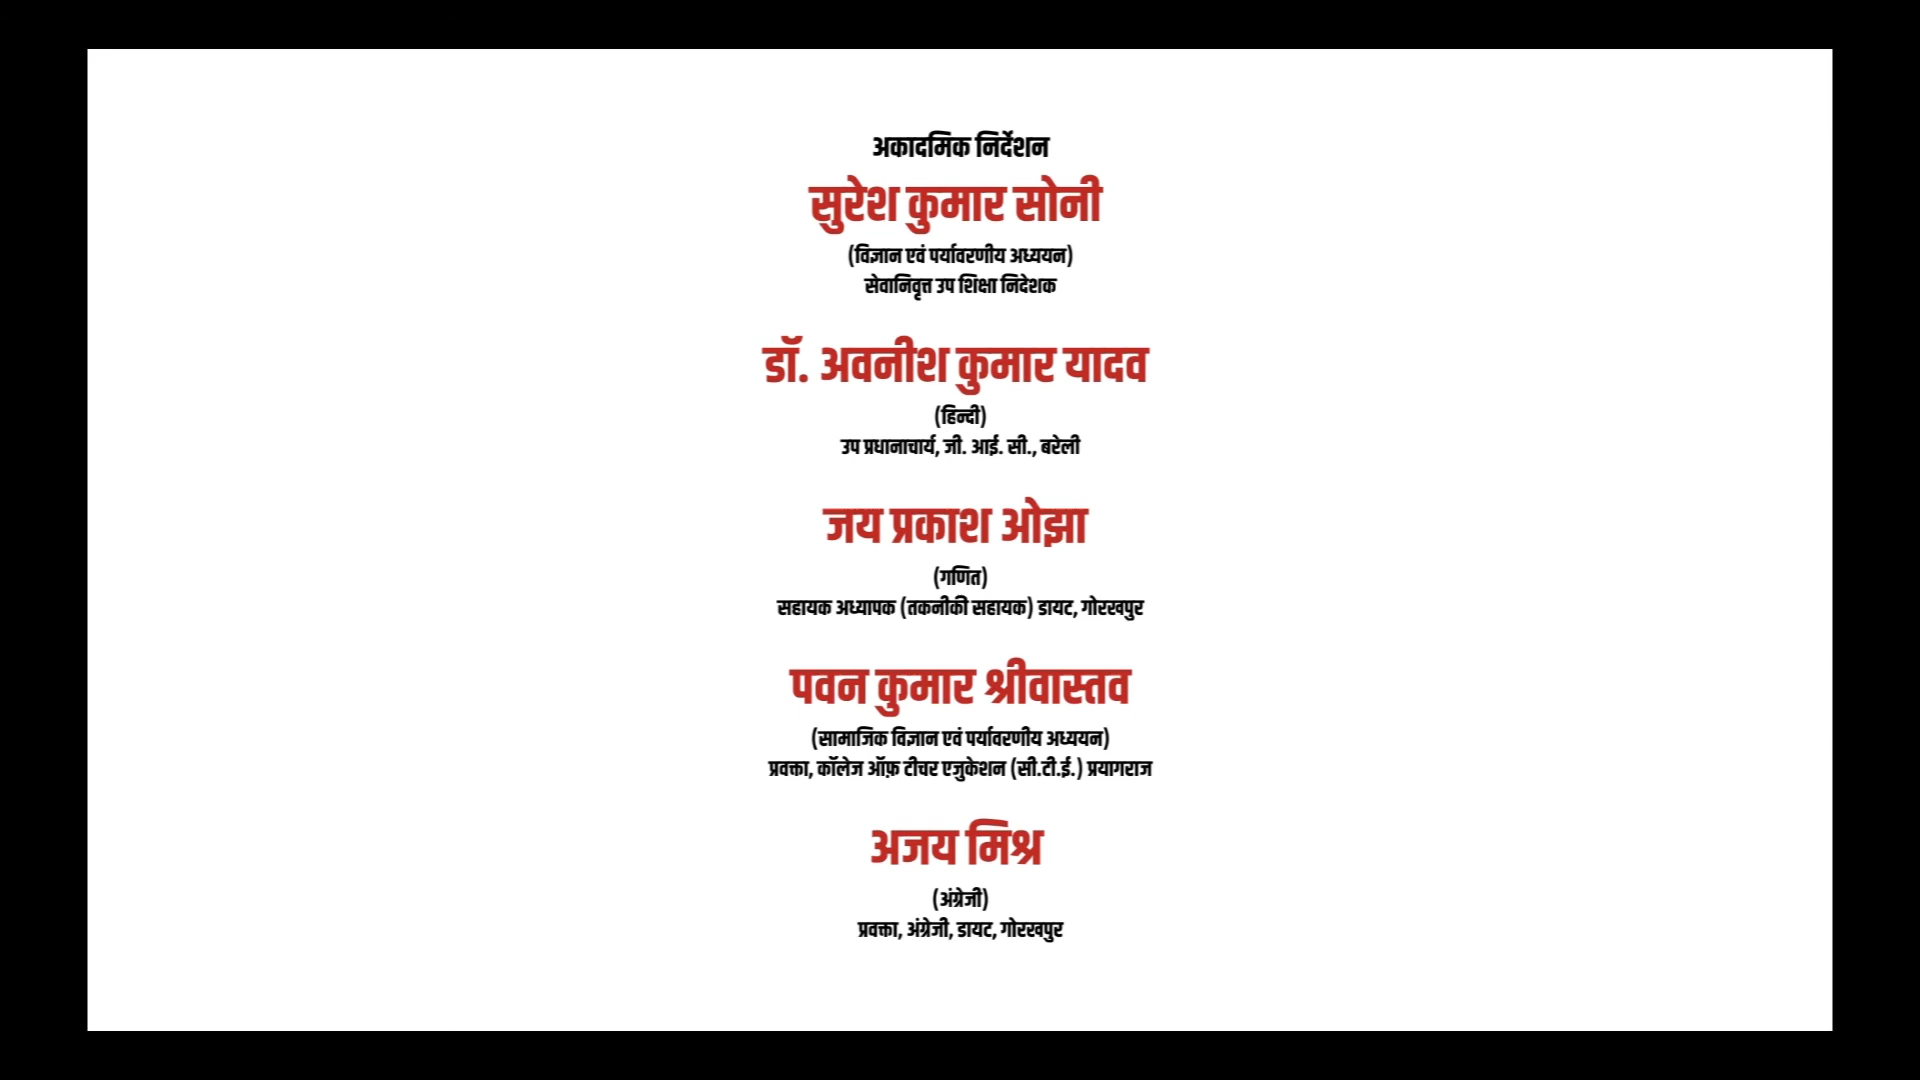 अकादमिक निर्देशन
सुरेश कुमार सोनी
(विज्ञान एवं पर्यावरणीय अध्ययन)
सेवानिवृत्त उप शिक्षा निदेशक
डॉ. अवनीश कुमार यादव
(हिन्दी)
उप प्रधानाचार्य, जी. आई. सी., बरेली
जय प्रकाश ओझा
(गणित)
सहायक अध्यापक (तकनीकी सहायक) डायट, गोरखपुर
पवन कुमार श्रीवास्तव
(सामाजिक विज्ञान एवं पर्यावरणीय अध्ययन)
प्रवक्ता, कॉलेज ऑफ़ टीचर एजुकेशन (सी.टी.ई.) प्रयागराज
अजय मिश्र
(अंग्रेजी)
प्रवक्ता, अंग्रेजी, डायट, गोरखपुर